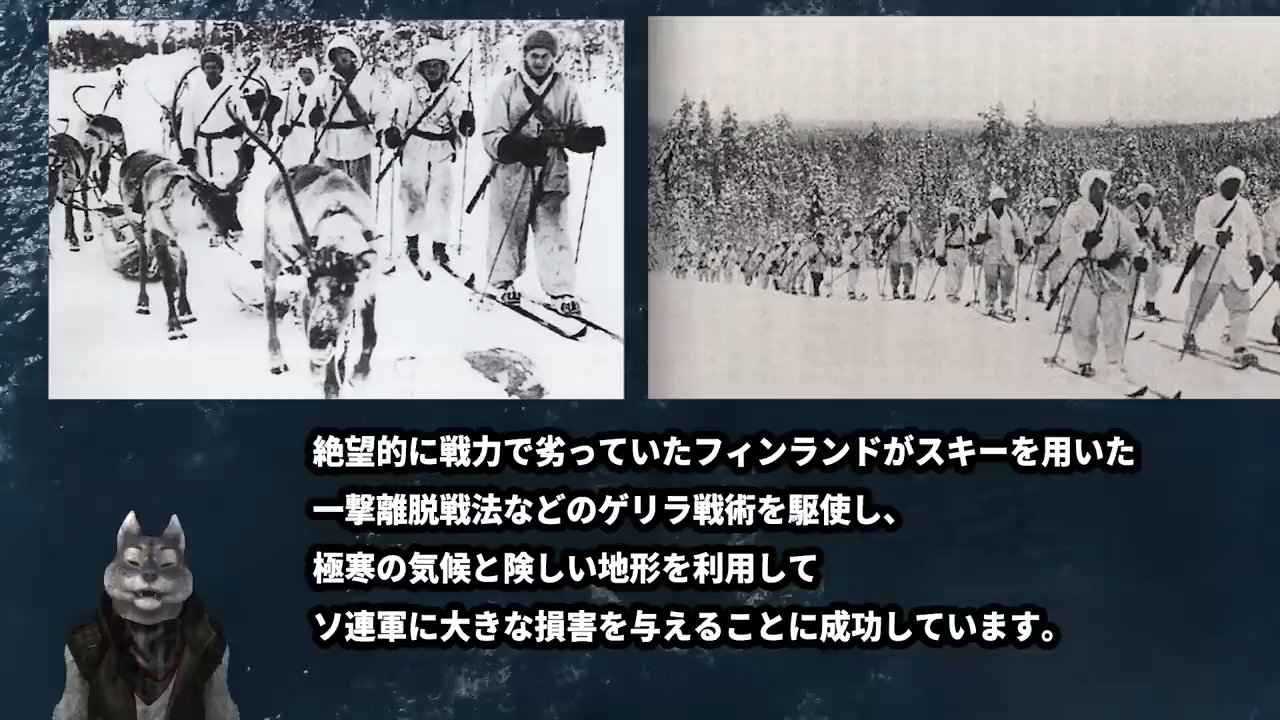 絶望的に戦力で劣っていたフィンランドがスキーを用いた
一撃離脱戦法などのゲリラ戦術を駆使し、
極寒の気候と険しい地形を利用して
ソ連軍に大きな損害を与えることに成功しています。